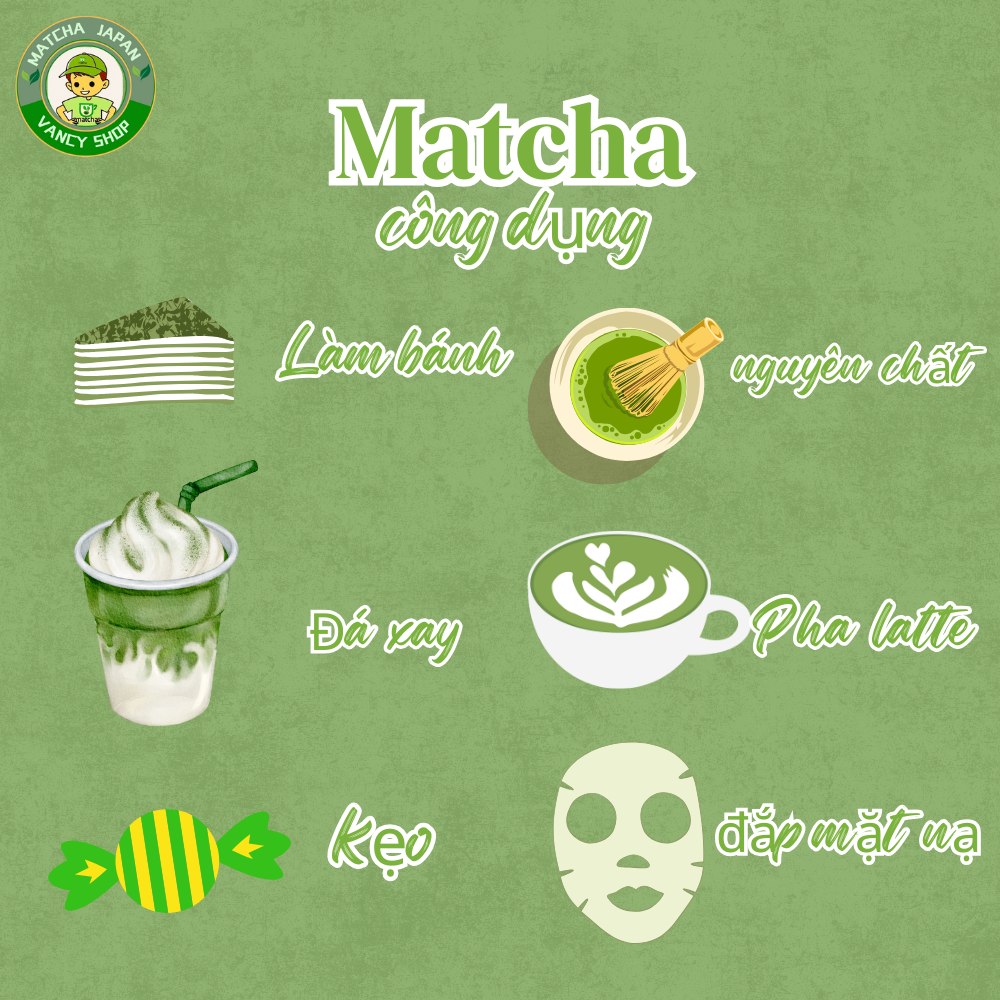 MATCHA JAPAN
matcha
VANCY SHOP
Matcha
công dụng
Làm bánh
nguyên chất
Đá xay
Pha latte
Kẹo
đắp mặt nạ